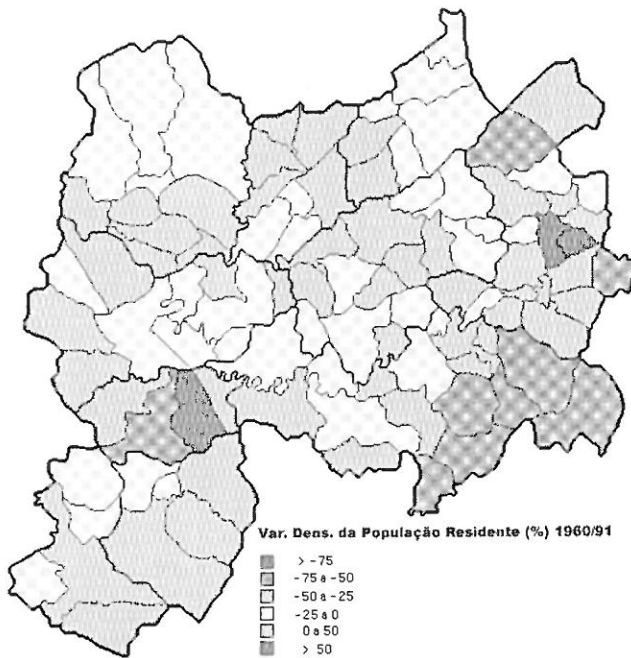 Var. Dens. da População Residente (%) 1960/91
> -75
-75 a -50
-50 a -25
-25 a 0
0 a 50
> 50